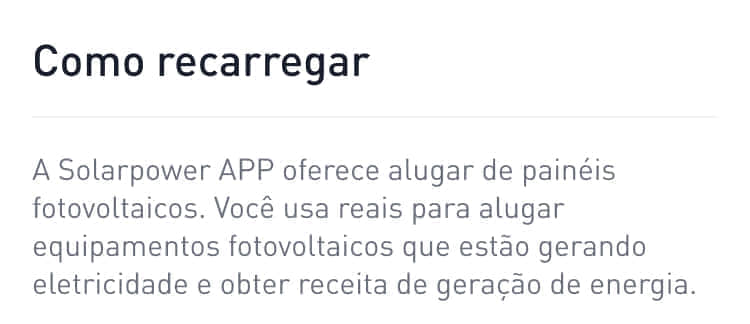 Como recarregar
A Solarpower APP oferece alugar de painéis
fotovoltaicos. Você usa reais para alugar
equipamentos fotovoltaicos que estão gerando
eletricidade e obter receita de geração de energia.